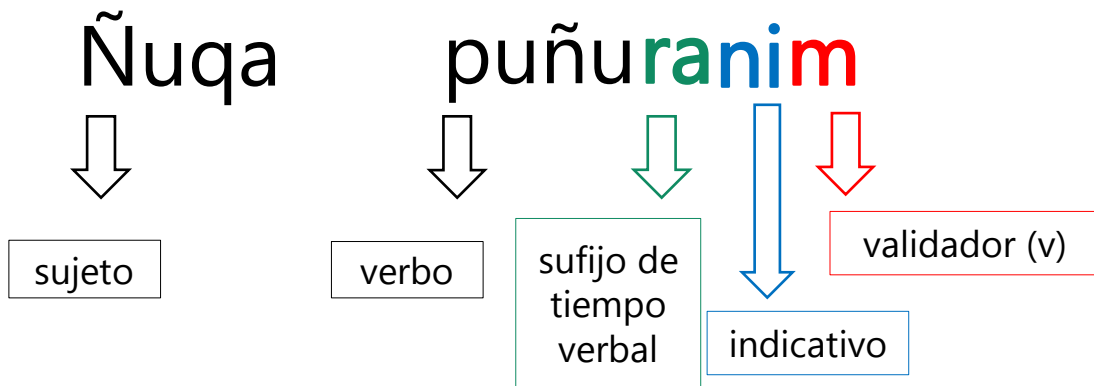 Ñuqa puñuranim
sujeto
verbo
sufijo de
tiempo
verbal
indicativo
validador (v)